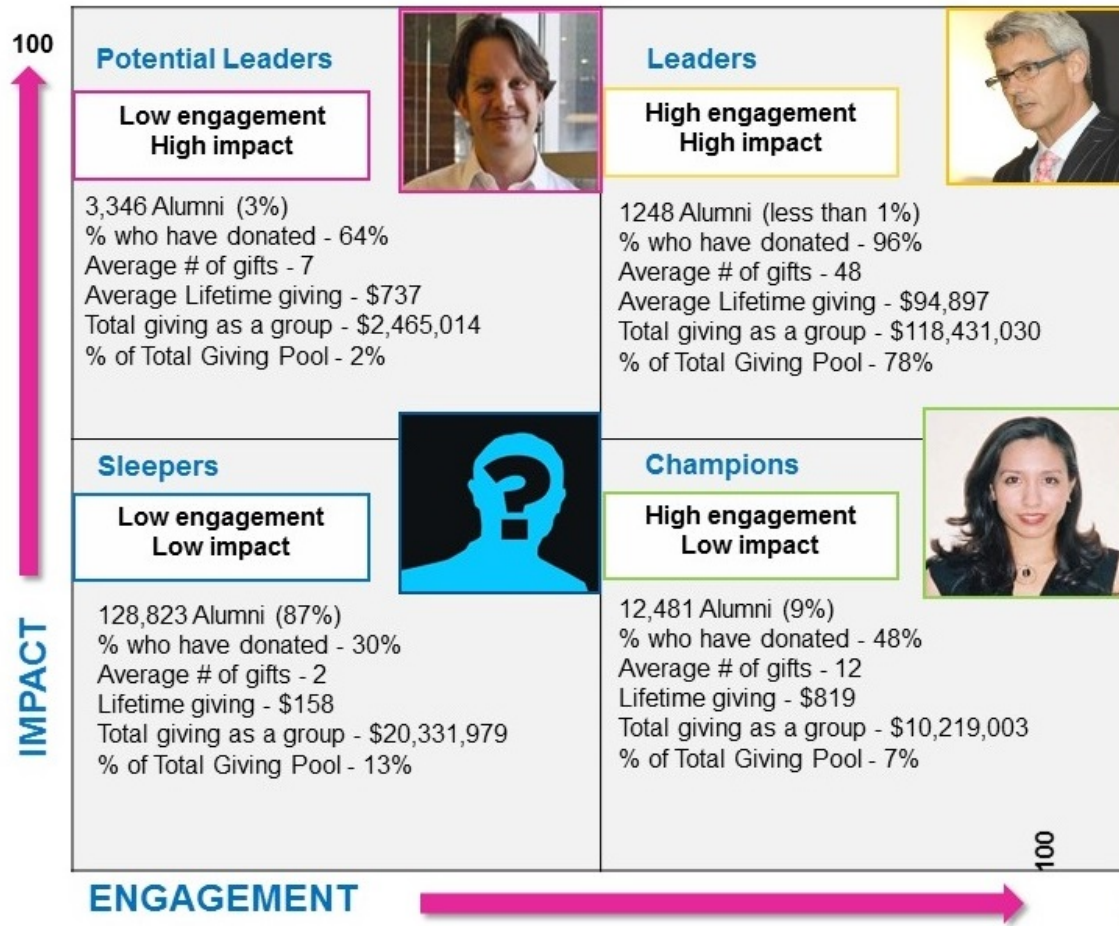 100
Potential Leaders
Low engagement
High impact
3,346 Alumni (3%)
% who have donated - 64%
Average # of gifts - 7
Average Lifetime giving - $737
Total giving as a group - $2,465,014
% of Total Giving Pool - 2%
Leaders
High engagement
High impact
1248 Alumni (less than 1%)
% who have donated - 96%
Average # of gifts - 48
Average Lifetime giving - $94,897
Total giving as a group - $118,431,030
% of Total Giving Pool - 78%
Sleepers
Low engagement
Low impact
?
128,823 Alumni (87%)
% who have donated - 30%
Average # of gifts - 2
Lifetime giving - $158
Total giving as a group - $20,331,979
% of Total Giving Pool - 13%
Champions
High engagement
Low impact
12,481 Alumni (9%)
% who have donated - 48%
Average # of gifts - 12
Lifetime giving - $819
Total giving as a group - $10,219,003
% of Total Giving Pool - 7%
IMPACT
100
ENGAGEMENT